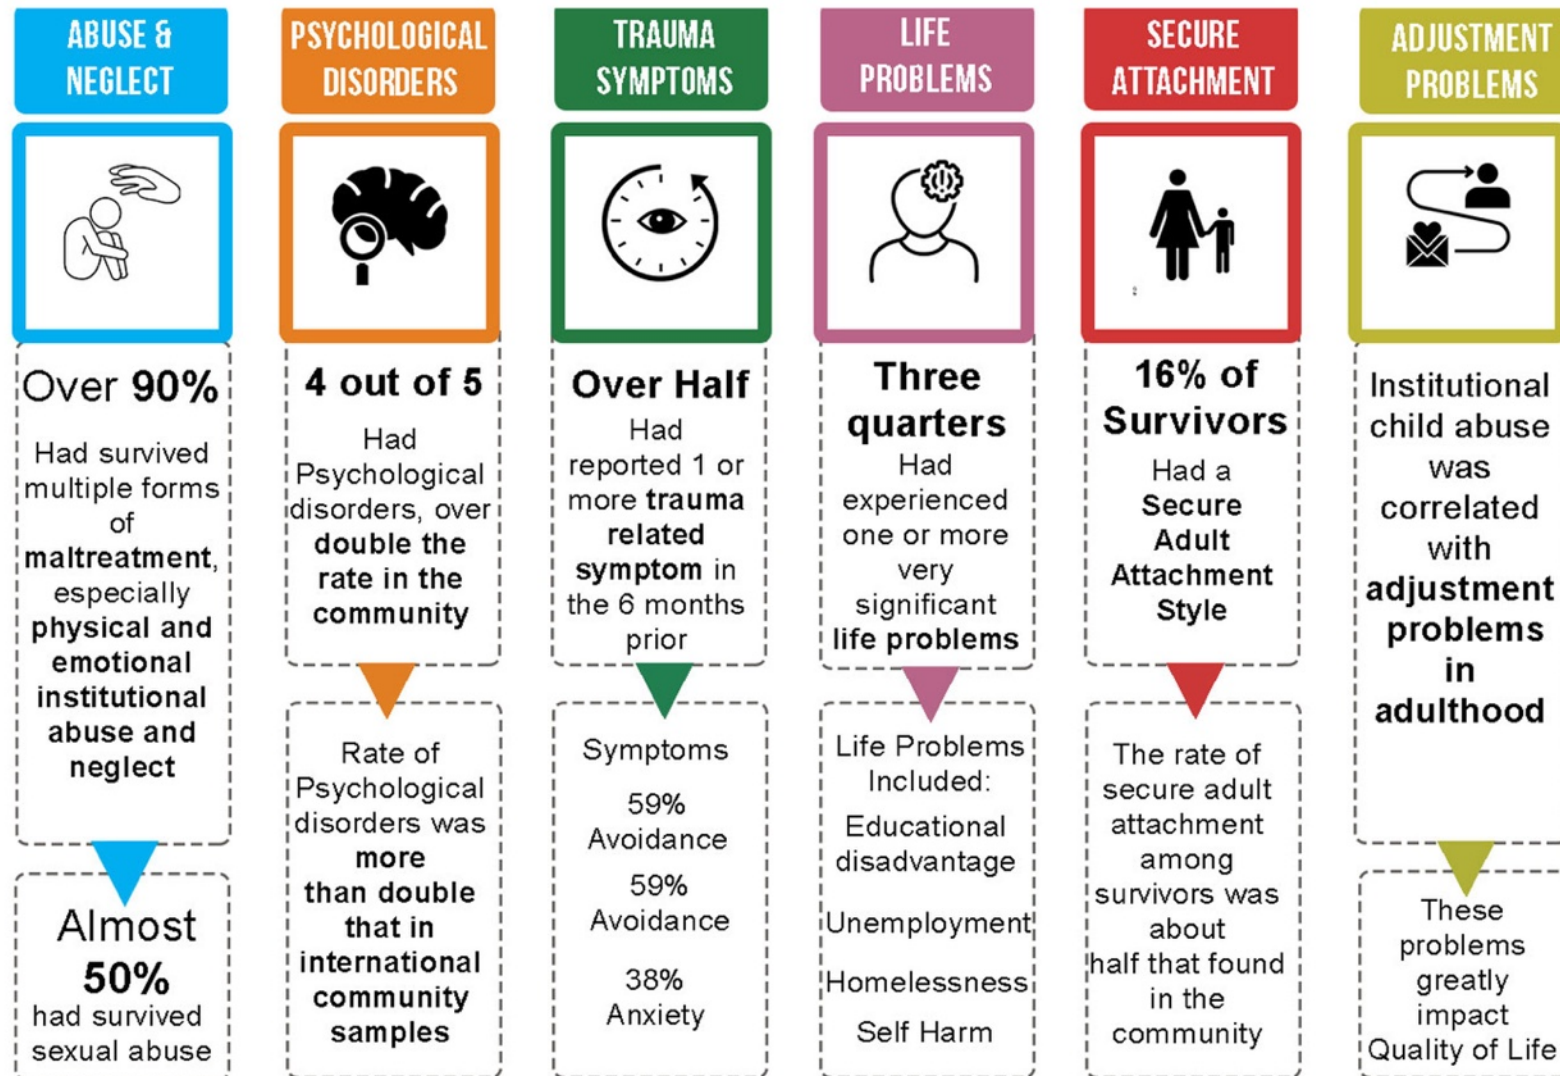 ABUSE &
NEGLECT
Over 90%
Had survived
multiple forms
of
maltreatment,
especially
physical and
emotional
institutional
abuse and
neglect
Almost
50%
had survived
sexual abuse
PSYCHOLOGICAL
DISORDERS
4 out of 5
Had
Psychological
disorders, over
double the
rate in the
community
Rate of
Psychological
disorders was
more
than double
that in
international
community
samples
TRAUMA
SYMPTOMS
Over Half
Had
reported 1 or
more trauma
related
symptom in
the 6 months
prior
Symptoms
59%
Avoidance
59%
Avoidance
38%
Anxiety
LIFE
PROBLEMS
Three
quarters
Had
experienced
one or more
very
significant
life problems
Life Problems
Included:
Educational
disadvantage
Unemployment
Homelessness
Self Harm
SECURE
ATTACHMENT
16% of
Survivors
Had a
Secure
Adult
Attachment
Style
The rate of
secure adult
attachment
among
survivors was
about
half that found
in the
community
ADJUSTMENT
PROBLEMS
Institutional
child abuse
was
correlated
with
adjustment
problems
in
adulthood
These
problems
greatly
impact
Quality of Life